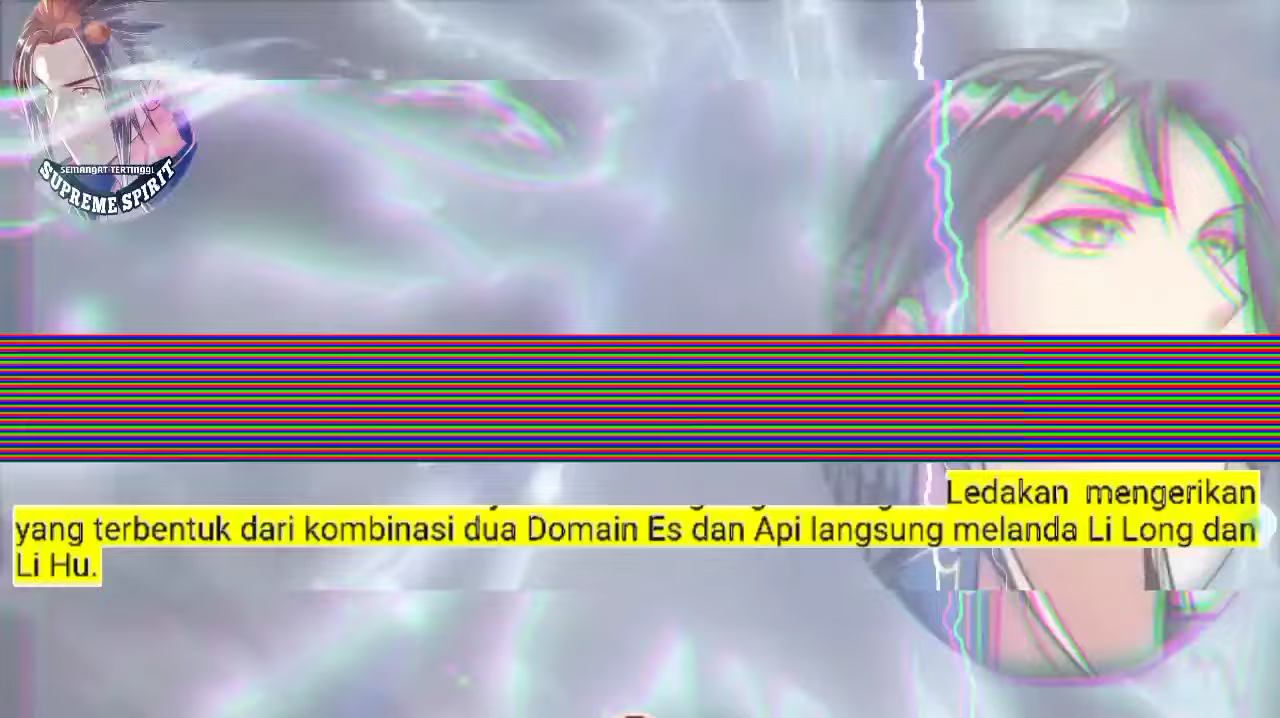 SEMANGAT TERTINGGI
SUPREME SPIRIT
Ledakan mengerikan
yang terbentuk dari kombinasi dua Domain Es dan Api langsung melanda Li Long dan
Li Hu.